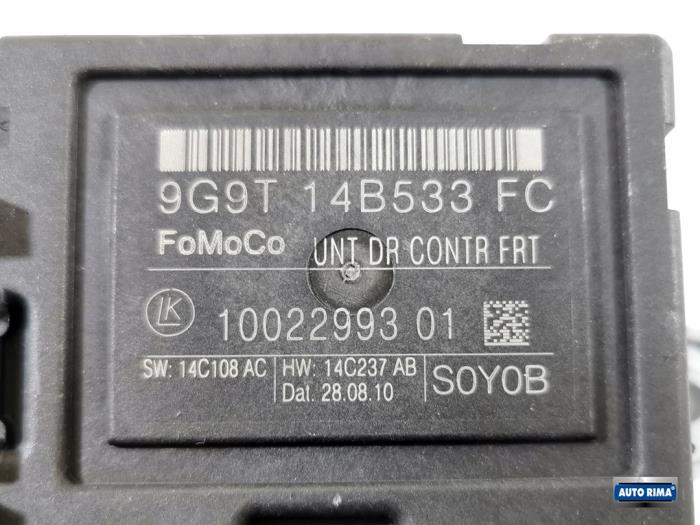 9G9T 14B533 FC
FoMoCo UNT DR CONTR FRT
LK 10022993 01
SW: 14C108 AC HW: 14C237 AB
Dat. 28.08.10
S0Y0B
AUTO RIMA